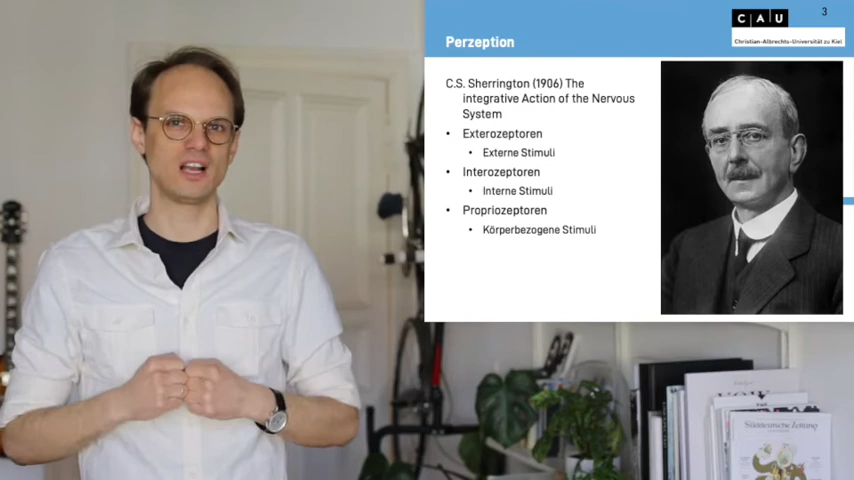 3
CAU
Christian-Albrechts-Universität zu Kiel
Perzeption
C.S. Sherrington (1906) The
integrative Action of the Nervous
System
• Exterozeptoren
• Externe Stimuli
• Interozeptoren
• Interne Stimuli
• Propriozeptoren
• Körperbezogene Stimuli
Süddeutsche Zeitung